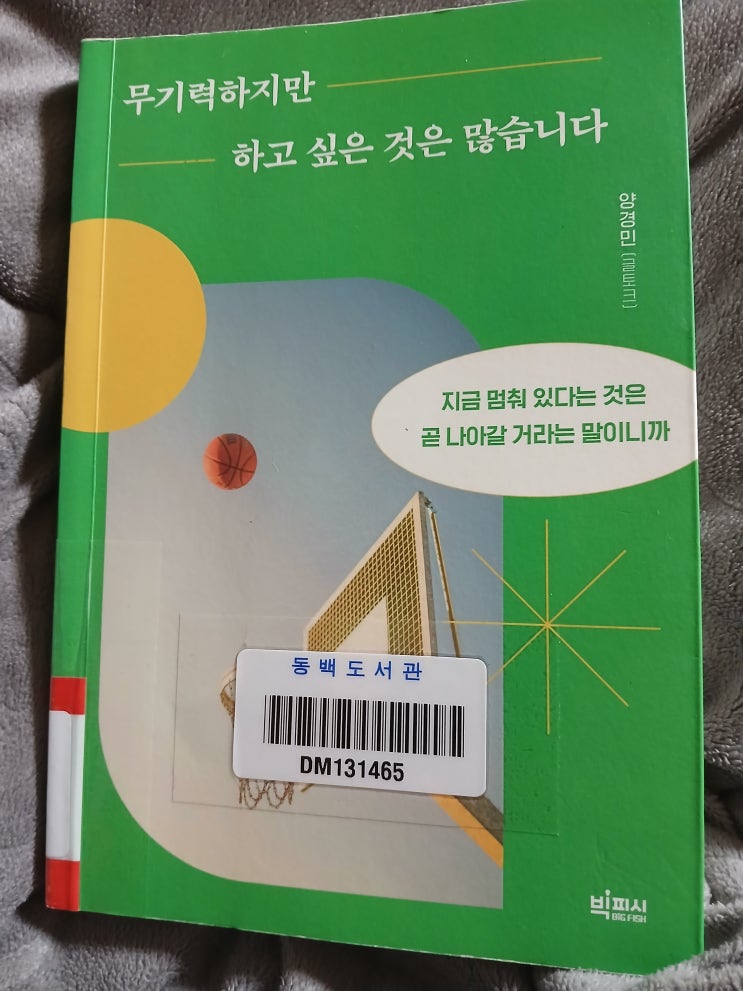 무기력하지만
하고 싶은 것은 많습니다
양경민 (글토크)
지금 멈춰 있다는 것은
곧 나아갈 거라는 말이니까
동백도서관
DM131465
빅피시
BIG FISH